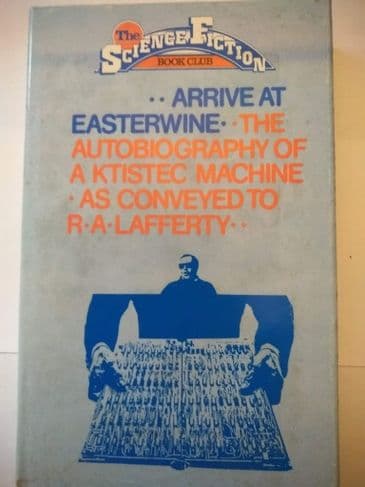 The
SCIENCE FICTION
BOOK CLUB
·· ARRIVE AT
EASTERWINE· ·THE
AUTOBIOGRAPHY OF
A KTISTEC MACHINE
·AS CONVEYED TO
R·A·LAFFERTY··